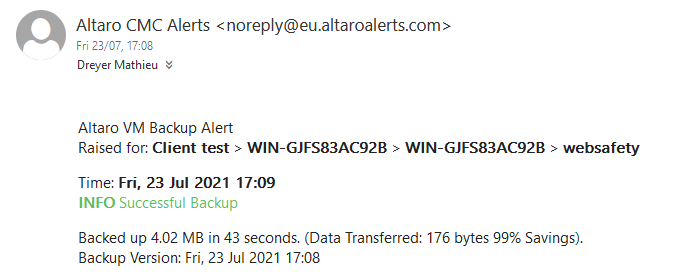 Altaro CMC Alerts <noreply@eu.altaroalerts.com>
Fri 23/07, 17:08
Dreyer Mathieu
Altaro VM Backup Alert
Raised for: Client test > WIN-GJFS83AC92B > WIN-GJFS83AC92B > websafety
Time: Fri, 23 Jul 2021 17:09
INFO Successful Backup
Backed up 4.02 MB in 43 seconds. (Data Transferred: 176 bytes 99% Savings).
Backup Version: Fri, 23 Jul 2021 17:08